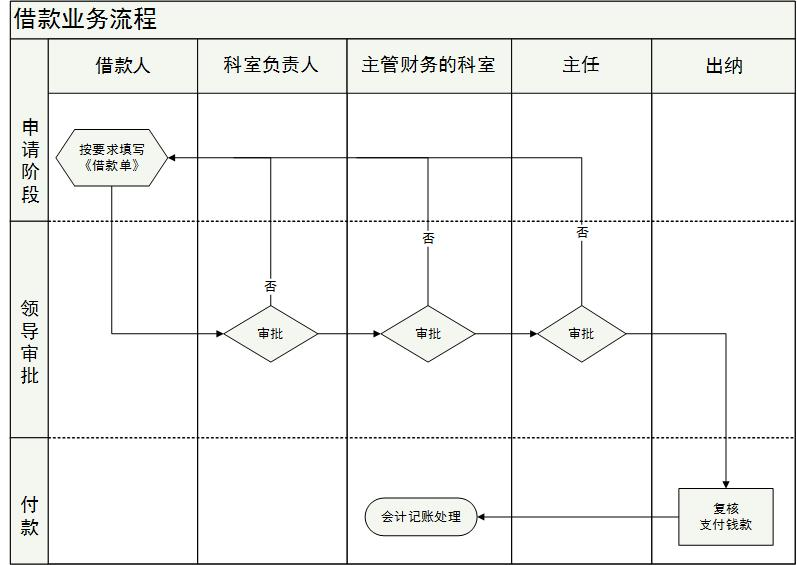 借款业务流程
借款人
科室负责人
主管财务的科室
主任
出纳
申请阶段
按要求填写
《借款单》
否
否
否
领导审批
审批
审批
审批
付款
会计记账处理
复核
支付钱款